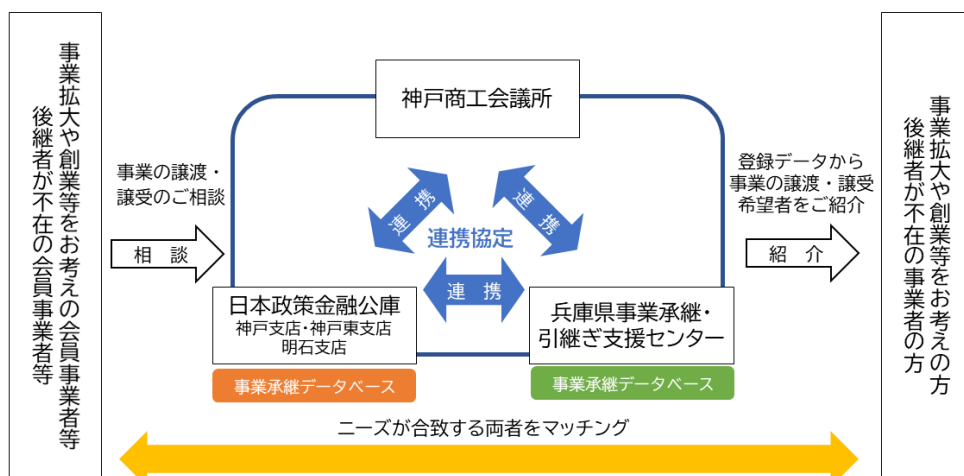 事業拡大や創業等をお考えの会員事業者等
後継者が不在の会員事業者等
事業の譲渡・
譲受のご相談
相　談
神戸商工会議所
連　携
連　携
連携協定
連　携
日本政策金融公庫
神戸支店・神戸東支店
明石支店
事業承継データベース
兵庫県事業承継・
引継ぎ支援センター
事業承継データベース
登録データから
事業の譲渡・譲受
希望者をご紹介
紹　介
事業拡大や創業等をお考えの方
後継者が不在の事業者の方
ニーズが合致する両者をマッチング